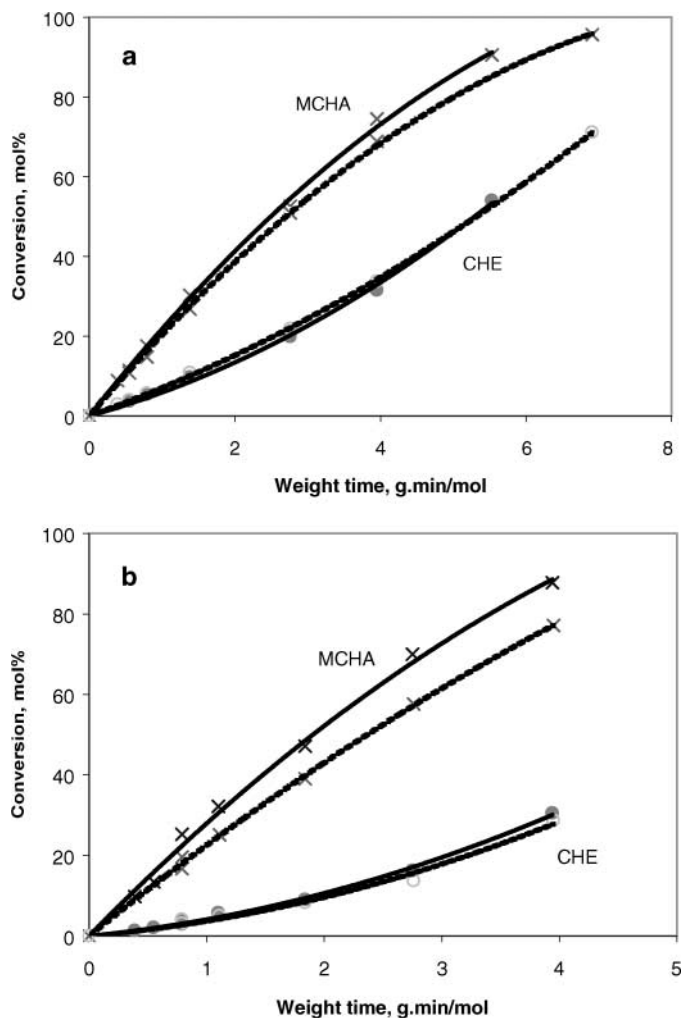 100
a
80
MCHA
60
Conversion, mol%
40
CHE
20
0
0 2 4 6 8
Weight time, g.min/mol
100
b
80
MCHA
60
Conversion, mol%
40
20
CHE
0
0 1 2 3 4 5
Weight time, g.min/mol